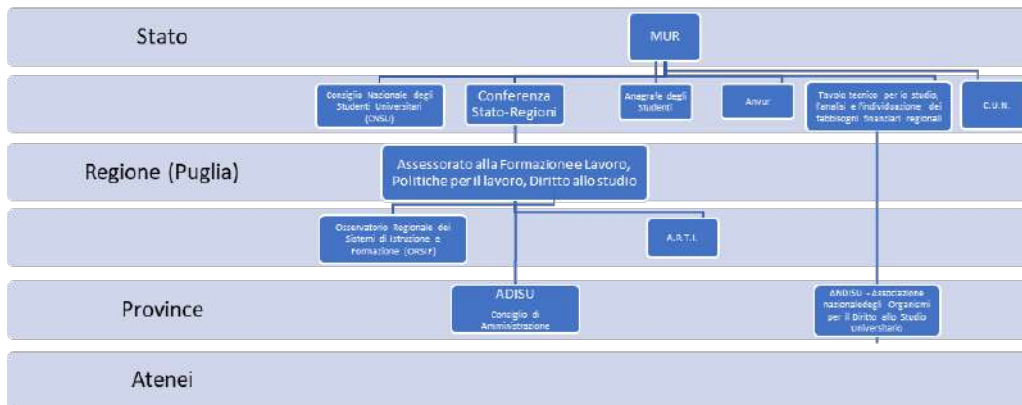 Stato
MUR
Consiglio Nazionale degli
Studenti Universitari
(CNSU)
Conferenza
Stato-Regioni
Anagrafe degli
Studenti
Anvur
Tavolo tecnico per lo studio,
l'analisi e l'individuazione dei
fabbisogni finanziari regionali
C.U.N.
Regione (Puglia)
Assessorato alla Formazione e Lavoro,
Politiche per il lavoro, Diritto allo studio
Osservatorio Regionale dei
Sistemi di Istruzione e
Formazione (ORSIF)
A.R.T.I.
Province
ADISU
Consiglio di
Amministrazione
ANDISU - Associazione
nazionaledegli Organismi
per il Diritto allo Studio
Universitario
Atenei